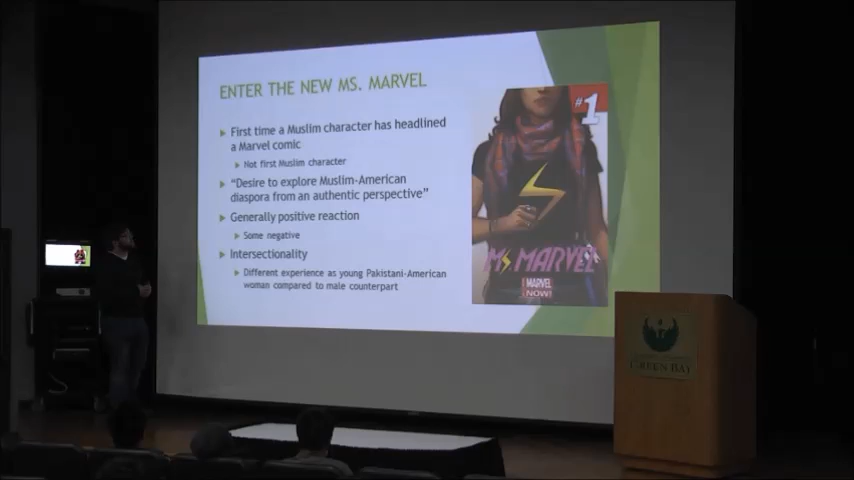 ENTER THE NEW MS. MARVEL
First time a Muslim character has headlined
a Marvel comic
Not first Muslim character
"Desire to explore Muslim-American
diaspora from an authentic perspective"
Generally positive reaction
Some negative
Intersectionality
Different experience as young Pakistani-American
woman compared to male counterpart
#1
MS. MARVEL
MARVEL
NOW!
GREEN BAY